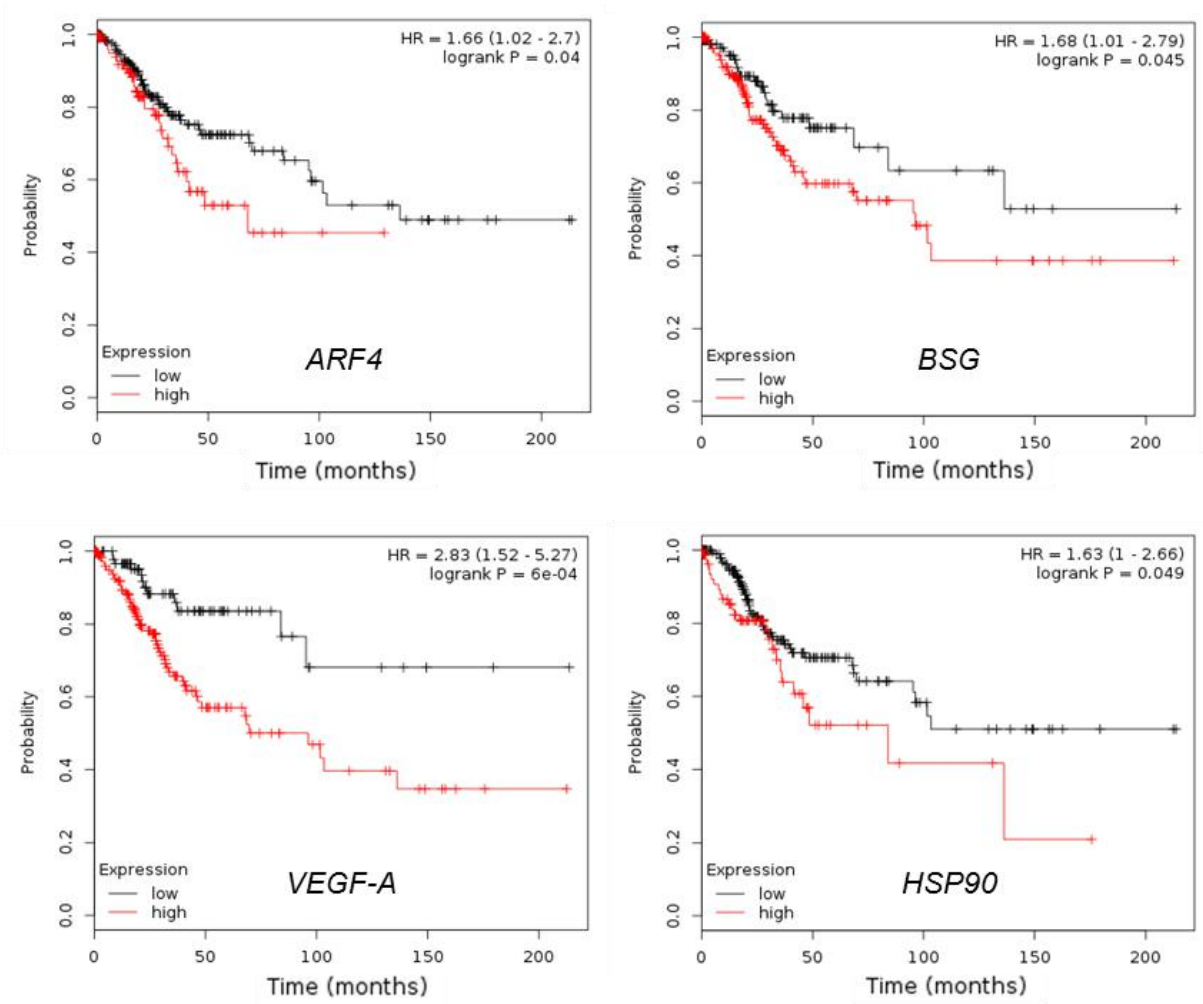 HR = 1.66 (1.02 - 2.7)
logrank P = 0.04
Probability
1.0
0.8
0.6
0.4
0.2
0.0
Expression
low
high
ARF4
0 50 100 150 200
Time (months)
HR = 1.68 (1.01 - 2.79)
logrank P = 0.045
Probability
1.0
0.8
0.6
0.4
0.2
0.0
Expression
low
high
BSG
0 50 100 150 200
Time (months)
HR = 2.83 (1.52 - 5.27)
logrank P = 6e-04
Probability
1.0
0.8
0.6
0.4
0.2
0.0
Expression
low
high
VEGF-A
0 50 100 150 200
Time (months)
HR = 1.63 (1 - 2.66)
logrank P = 0.049
Probability
1.0
0.8
0.6
0.4
0.2
0.0
Expression
low
high
HSP90
0 50 100 150 200
Time (months)